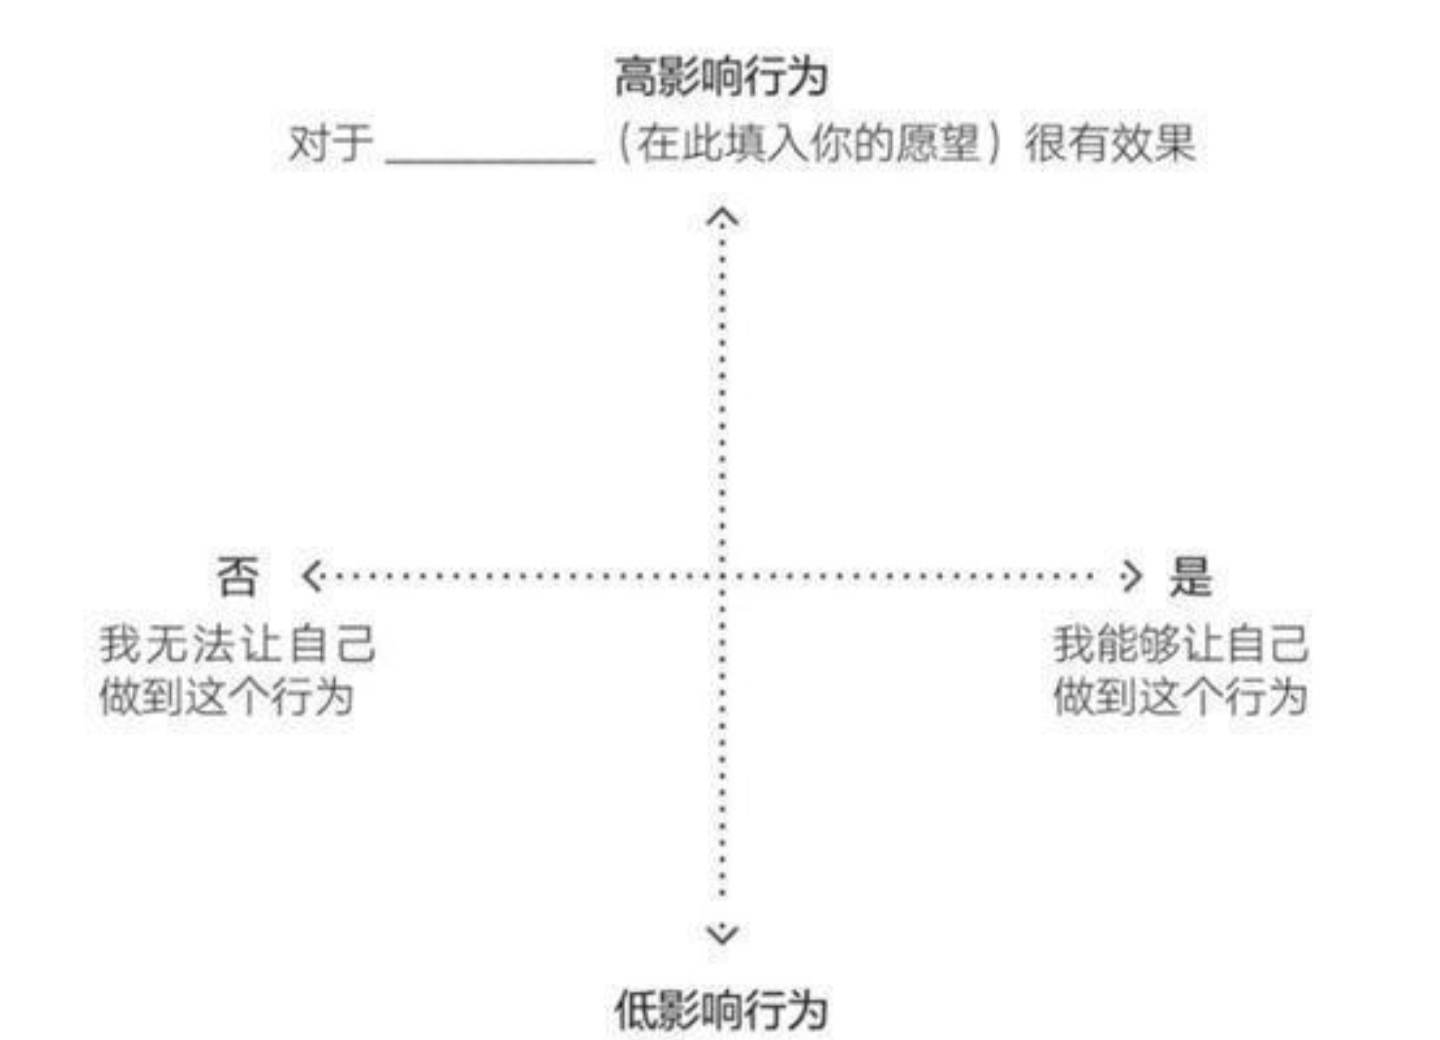 高影响行为
对于 __________ （在此填入你的愿望）很有效果
否
是
我无法让自己
做到这个行为
我能够让自己
做到这个行为
低影响行为